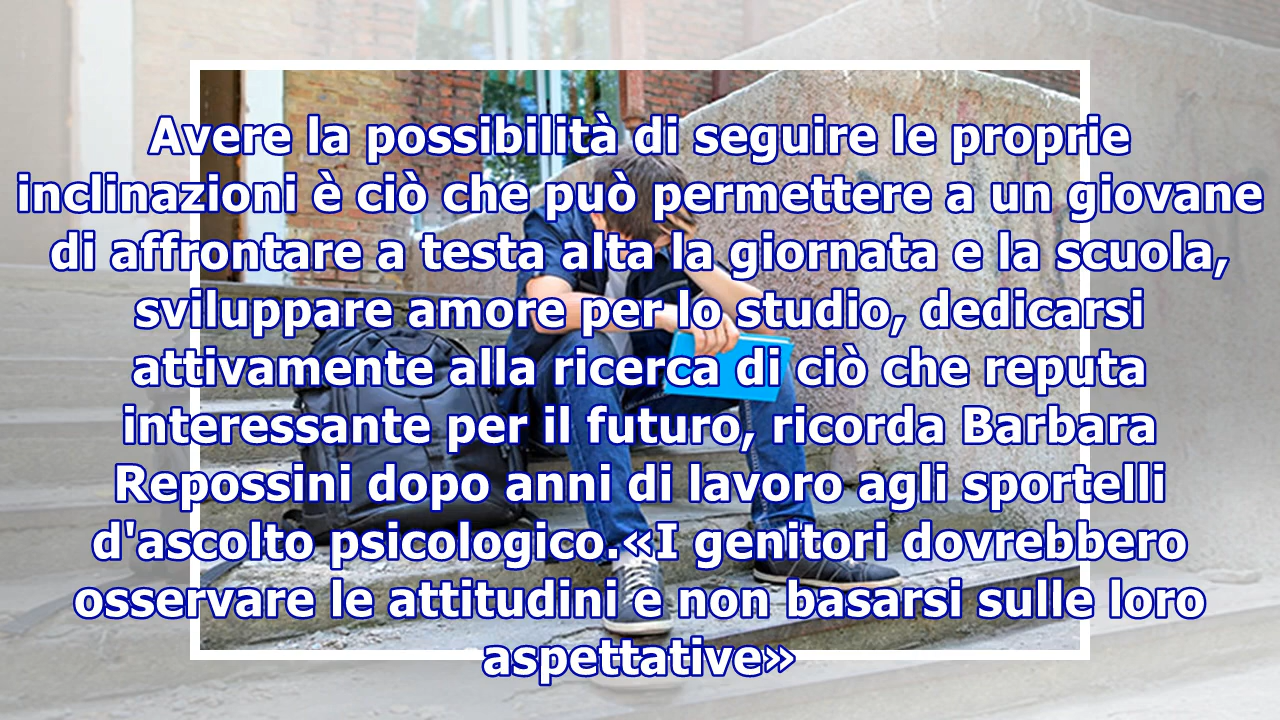 Avere la possibilità di seguire le proprie
inclinazioni è ciò che può permettere a un giovane
di affrontare a testa alta la giornata e la scuola,
sviluppare amore per lo studio, dedicarsi
attivamente alla ricerca di ciò che reputa
interessante per il futuro, ricorda Barbara
Repossini dopo anni di lavoro agli sportelli
d'ascolto psicologico.«I genitori dovrebbero
osservare le attitudini e non basarsi sulle loro
aspettative»